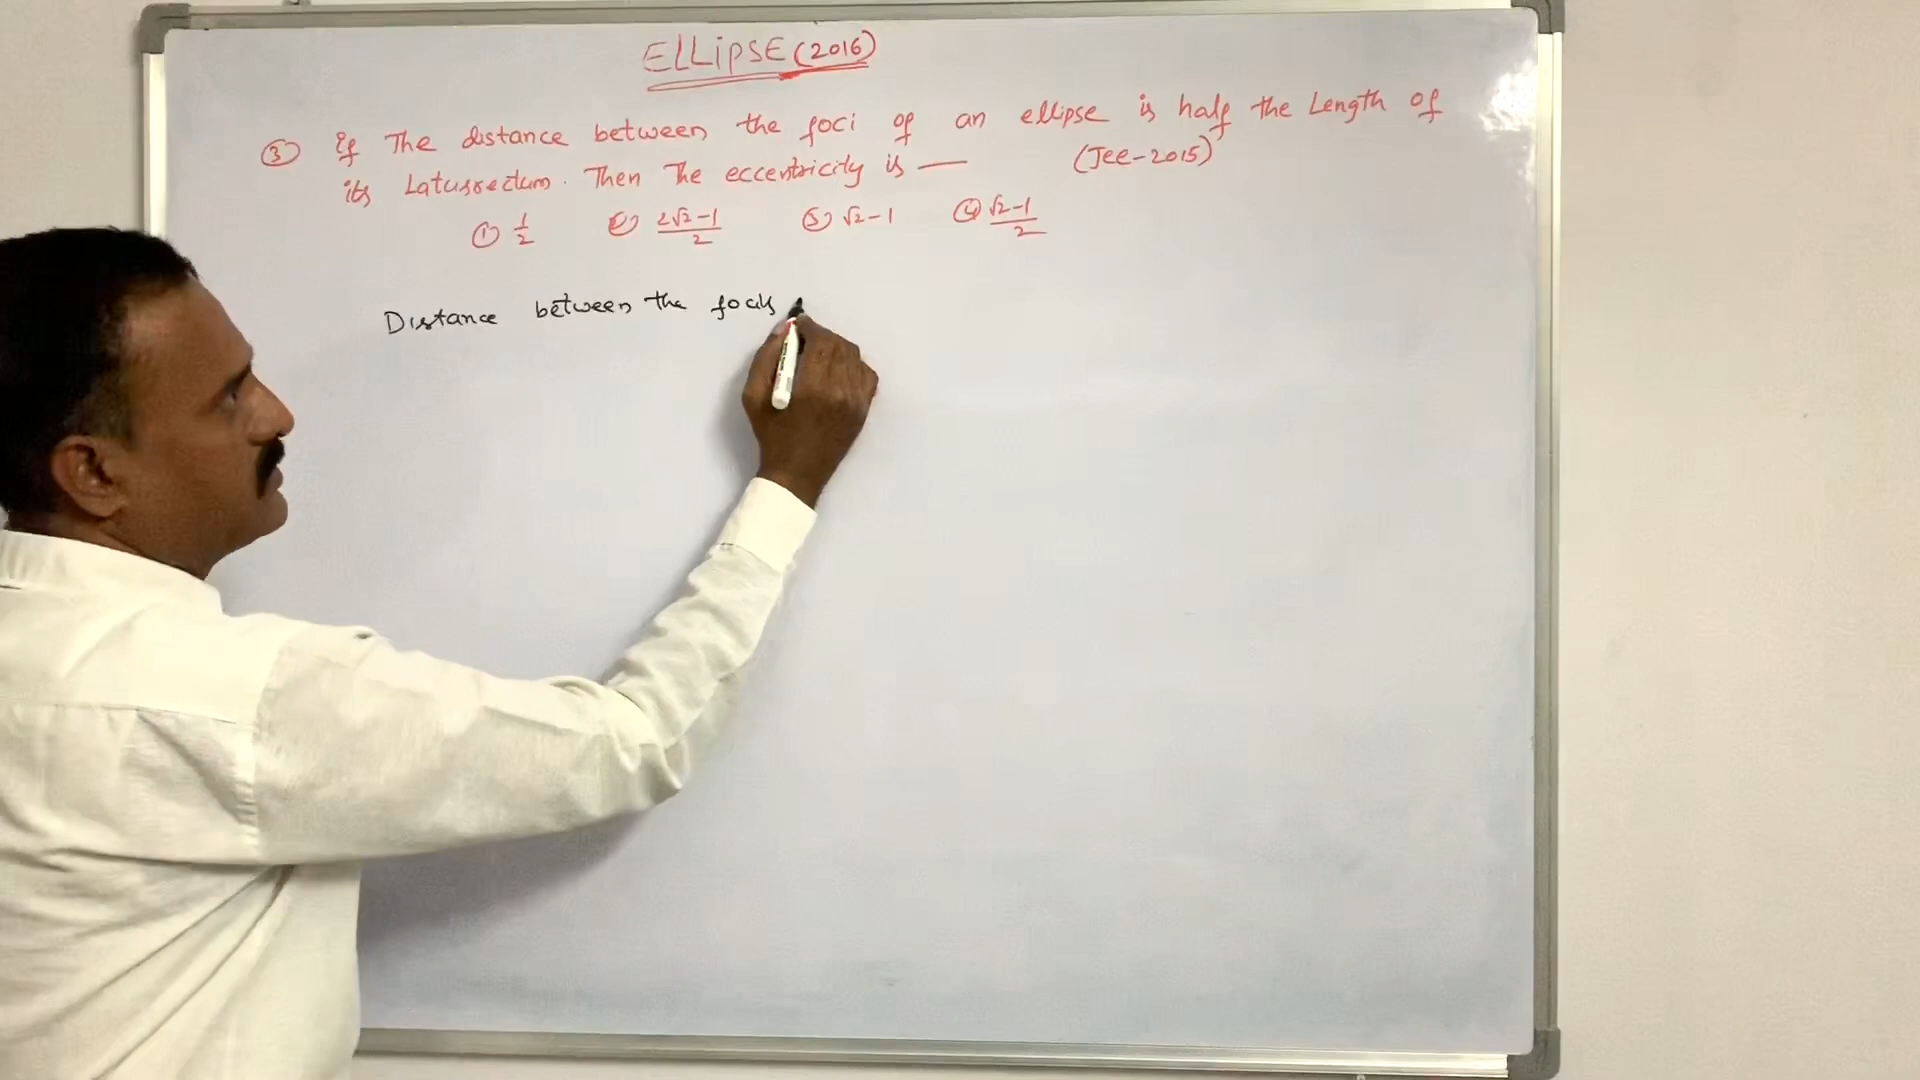 ELLIPSE (2016)
③ If The distance between the foci of an ellipse is half the Length of
its Latusrectum. Then The eccentricity is — (Jee-2015)
① 1/2 ② 2√2-1/2 ③ √2-1 ④ √2-1/2
Distance between the